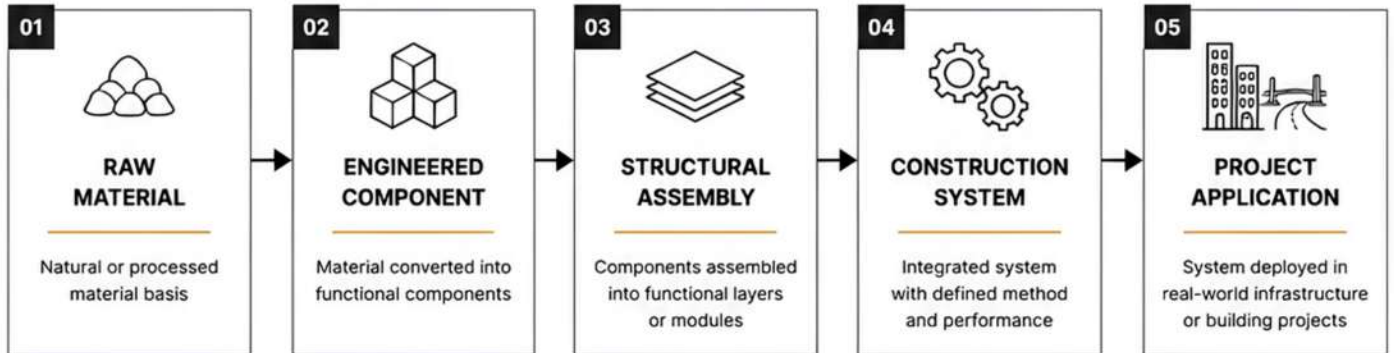 01
RAW
MATERIAL
Natural or processed
material basis
02
ENGINEERED
COMPONENT
Material converted into
functional components
03
STRUCTURAL
ASSEMBLY
Components assembled
into functional layers
or modules
04
CONSTRUCTION
SYSTEM
Integrated system
with defined method
and performance
05
PROJECT
APPLICATION
System deployed in
real-world infrastructure
or building projects